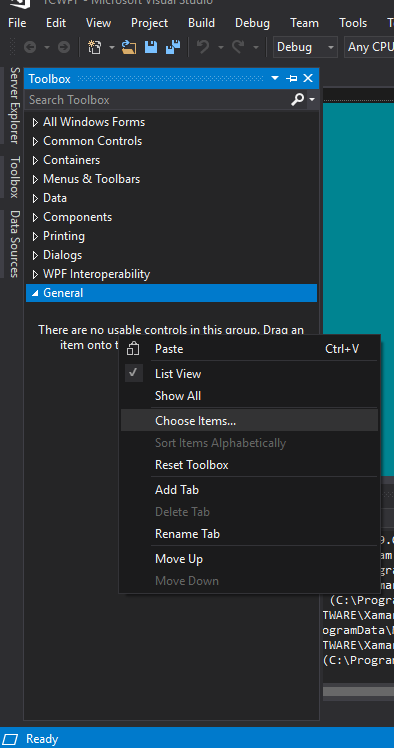 Microsoft Visual Studio
File Edit View Project Build Debug Team Tools
Debug Any CPU
Server Explorer
Toolbox
Data Sources
Toolbox
Search Toolbox
All Windows Forms
Common Controls
Containers
Menus & Toolbars
Data
Components
Printing
Dialogs
WPF Interoperability
General
There are no usable controls in this group. Drag an
item onto t
Paste Ctrl+V
List View
Show All
Choose Items...
Sort Items Alphabetically
Reset Toolbox
Add Tab
Delete Tab
Rename Tab
Move Up
Move Down
(C:\Progra
TWARE\Xamar
ogramData\
TWARE\Xamar
(C:\Progra
Ready